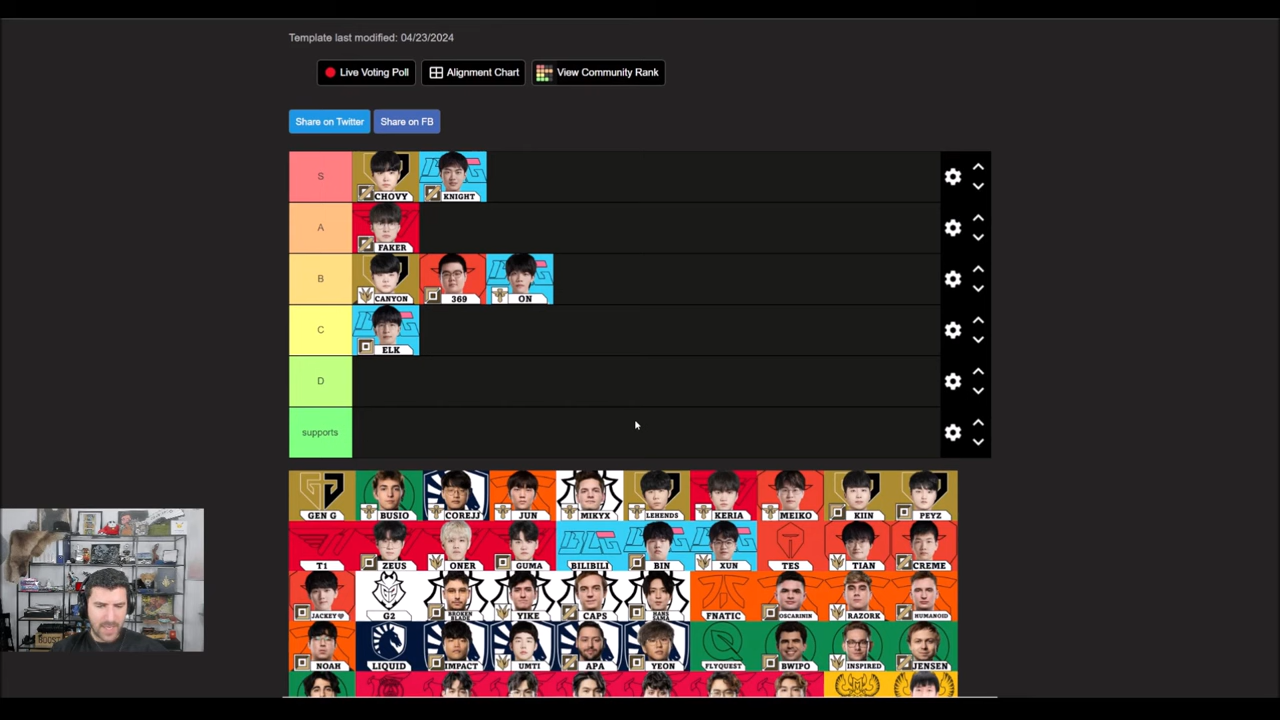 Template last modified: 04/23/2024
Live Voting Poll Alignment Chart View Community Rank
Share on Twitter Share on FB
S CHOVY KNIGHT
A FAKER
B CANYON 369 ON
C ELK
D
supports
GEN G BUSIO COREJJ JUN MIKYX LEHENDS KERIA MEIKO KIIN PEYZ
T1 ZEUS ONER GUMA BILIBILI BIN XUN TES TIAN CREME
JACKEY G2 BROKEN BLADE YIKE CAPS HANS SAMA FNATIC OSCARININ RAZORK HUMANOID
NOAH LIQUID IMPACT UMTI APA YEON FLYQUEST BWIPO INSPIRED JENSEN